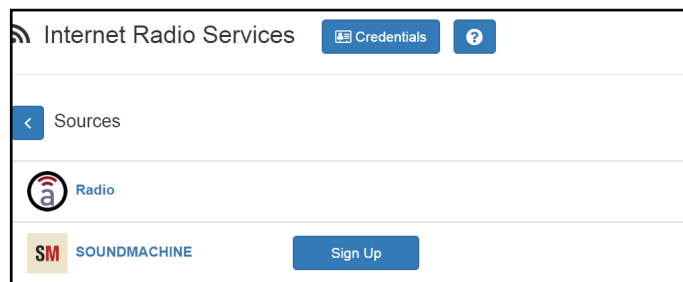 Internet Radio Services Credentials ?
< Sources
a Radio
SM SOUNDMACHINE Sign Up